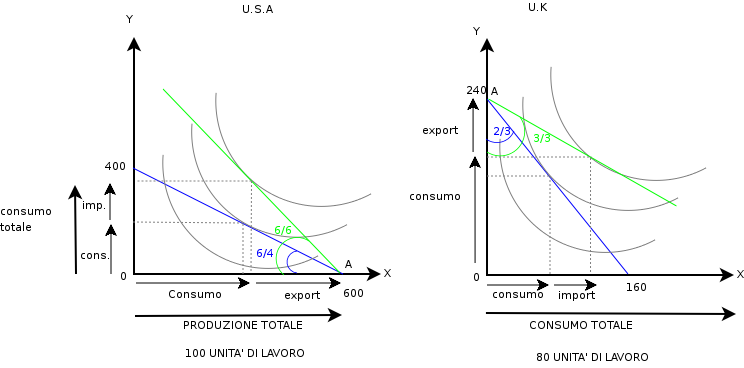 U.S.A
Y
400
imp.
consumo
totale
cons.
0
6/6
6/4
A
X
600
Consumo
export
PRODUZIONE TOTALE
100 UNITA' DI LAVORO
U.K
Y
240
A
2/3
3/3
export
consumo
0
X
160
consumo
import
CONSUMO TOTALE
80 UNITA' DI LAVORO